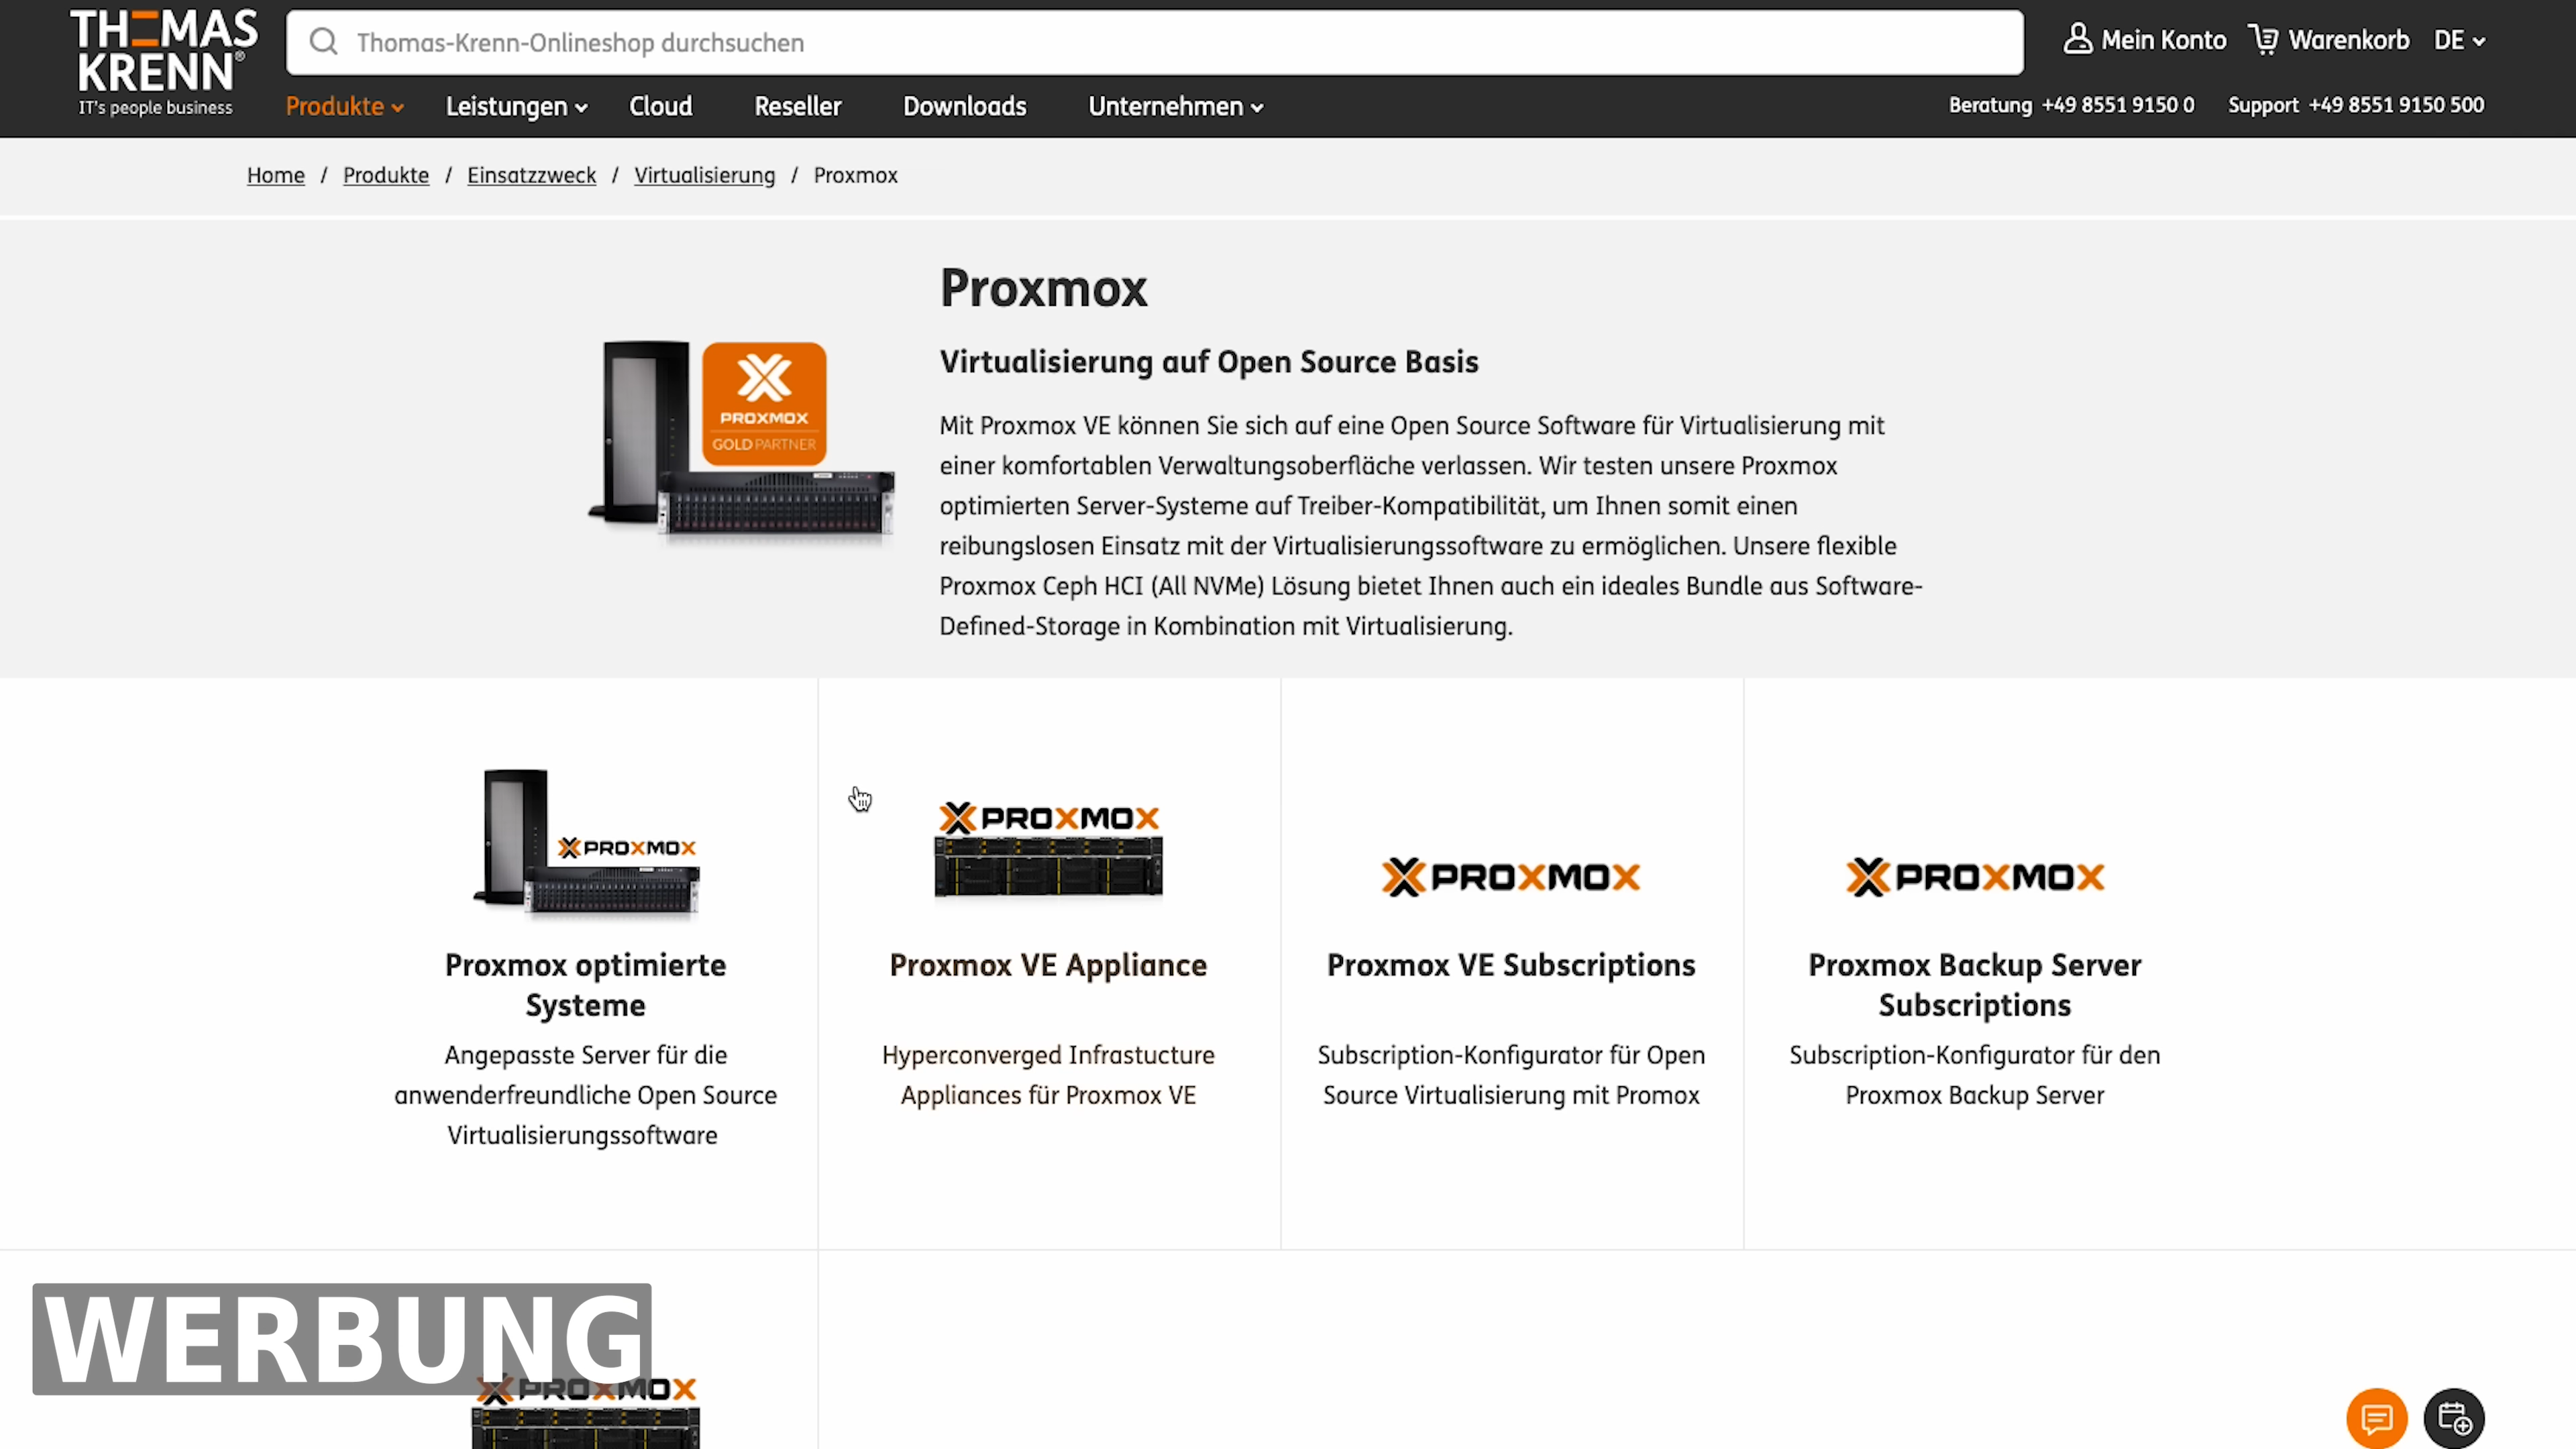 THOMAS
KRENN®
IT's people business
Thomas-Krenn-Onlineshop durchsuchen
Mein Konto
Warenkorb
DE
Produkte
Leistungen
Cloud
Reseller
Downloads
Unternehmen
Beratung +49 8551 9150 0
Support +49 8551 9150 500
Home / Produkte / Einsatzzweck / Virtualisierung / Proxmox
PROXMOX
GOLD PARTNER
Proxmox
Virtualisierung auf Open Source Basis
Mit Proxmox VE können Sie sich auf eine Open Source Software für Virtualisierung mit
einer komfortablen Verwaltungsoberfläche verlassen. Wir testen unsere Proxmox
optimierten Server-Systeme auf Treiber-Kompatibilität, um Ihnen somit einen
reibungslosen Einsatz mit der Virtualisierungssoftware zu ermöglichen. Unsere flexible
Proxmox Ceph HCI (All NVMe) Lösung bietet Ihnen auch ein ideales Bundle aus Software-
Defined-Storage in Kombination mit Virtualisierung.
PROXMOX
Proxmox optimierte
Systeme
Angepasste Server für die
anwenderfreundliche Open Source
Virtualisierungssoftware
PROXMOX
Proxmox VE Appliance
Hyperconverged Infrastucture
Appliances für Proxmox VE
PROXMOX
Proxmox VE Subscriptions
Subscription-Konfigurator für Open
Source Virtualisierung mit Promox
PROXMOX
Proxmox Backup Server
Subscriptions
Subscription-Konfigurator für den
Proxmox Backup Server
WERBUNG
PROXMOX